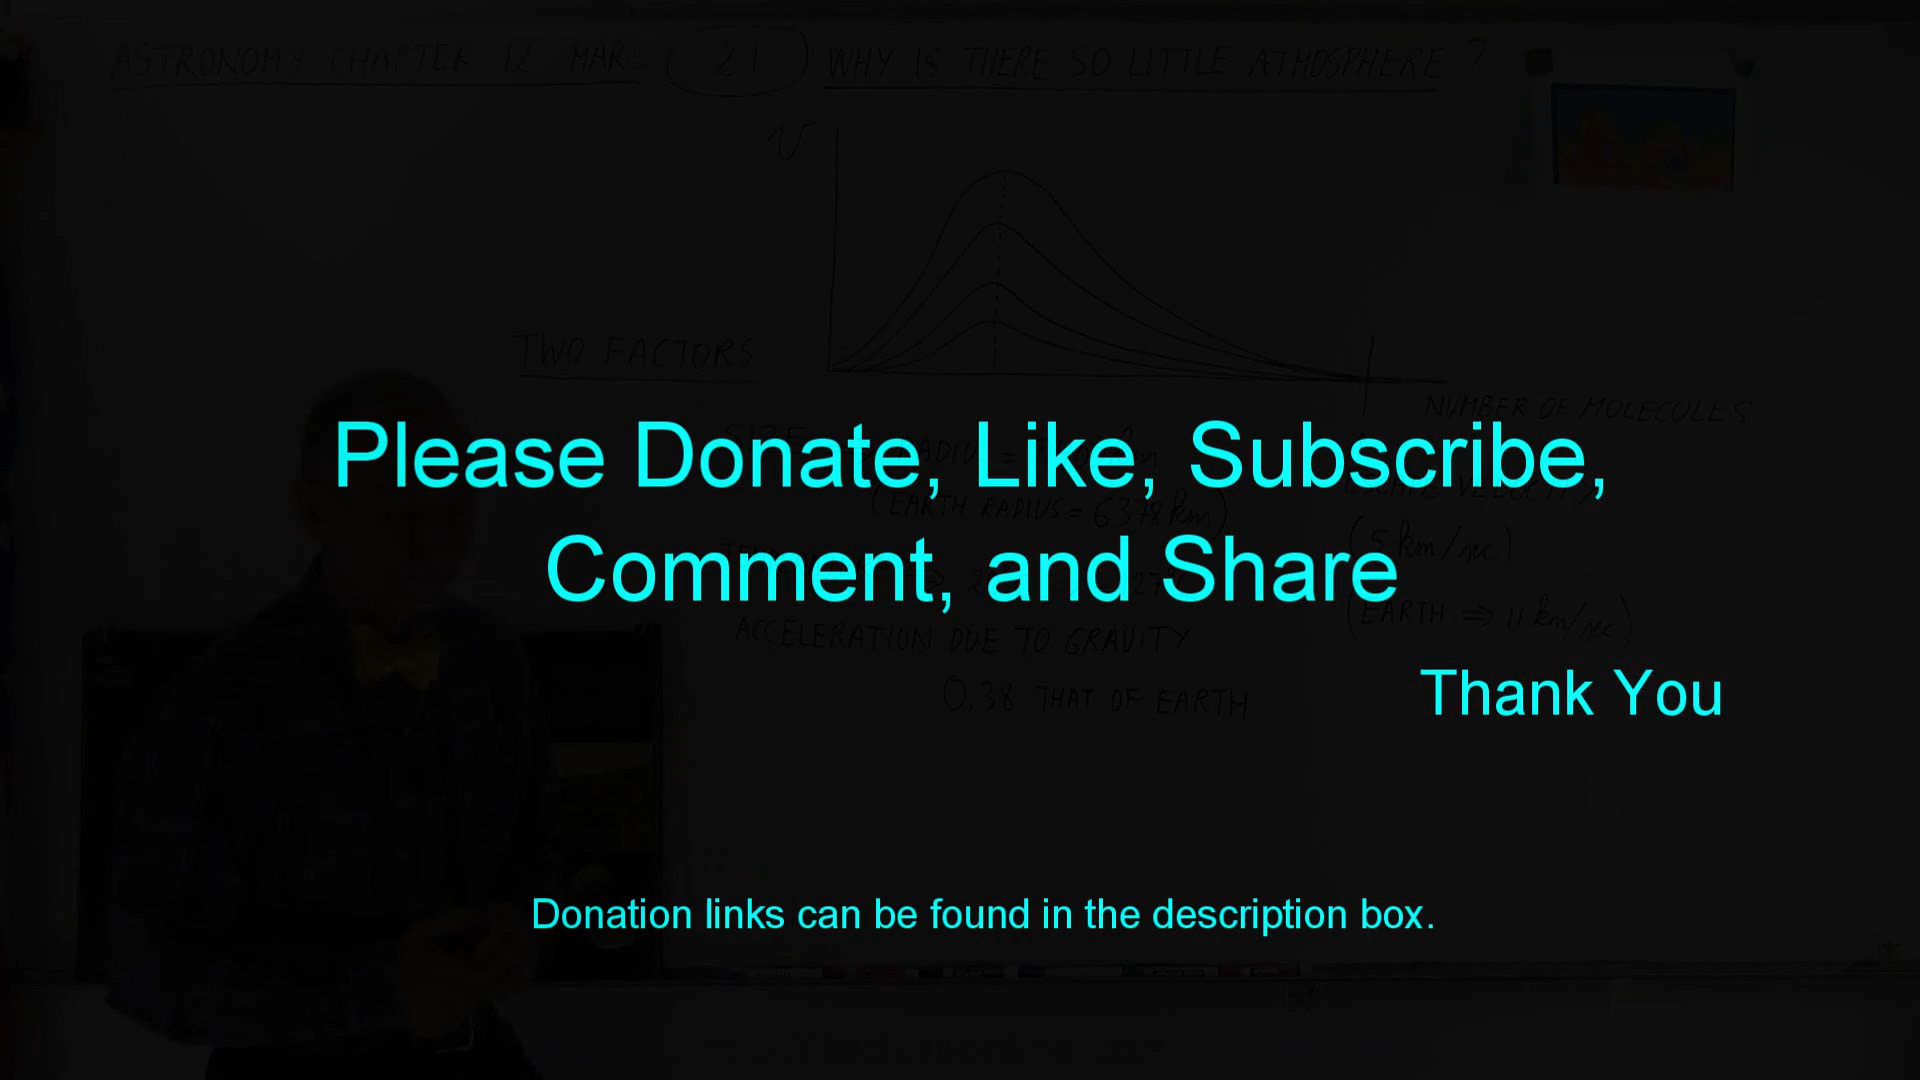 ASTRONOMY CHAPTER 12 MARS 21 WHY IS THERE SO LITTLE ATMOSPHERE ?
v
TWO FACTORS
NUMBER OF MOLECULES
Please Donate, Like, Subscribe,
(EARTH RADIUS = 6378 km)
ESCAPE VELOCITY
(5 km/sec)
Comment, and Share
(EARTH ⇒ 11 km/sec)
ACCELERATION DUE TO GRAVITY
0.38 THAT OF EARTH
Thank You
Donation links can be found in the description box.